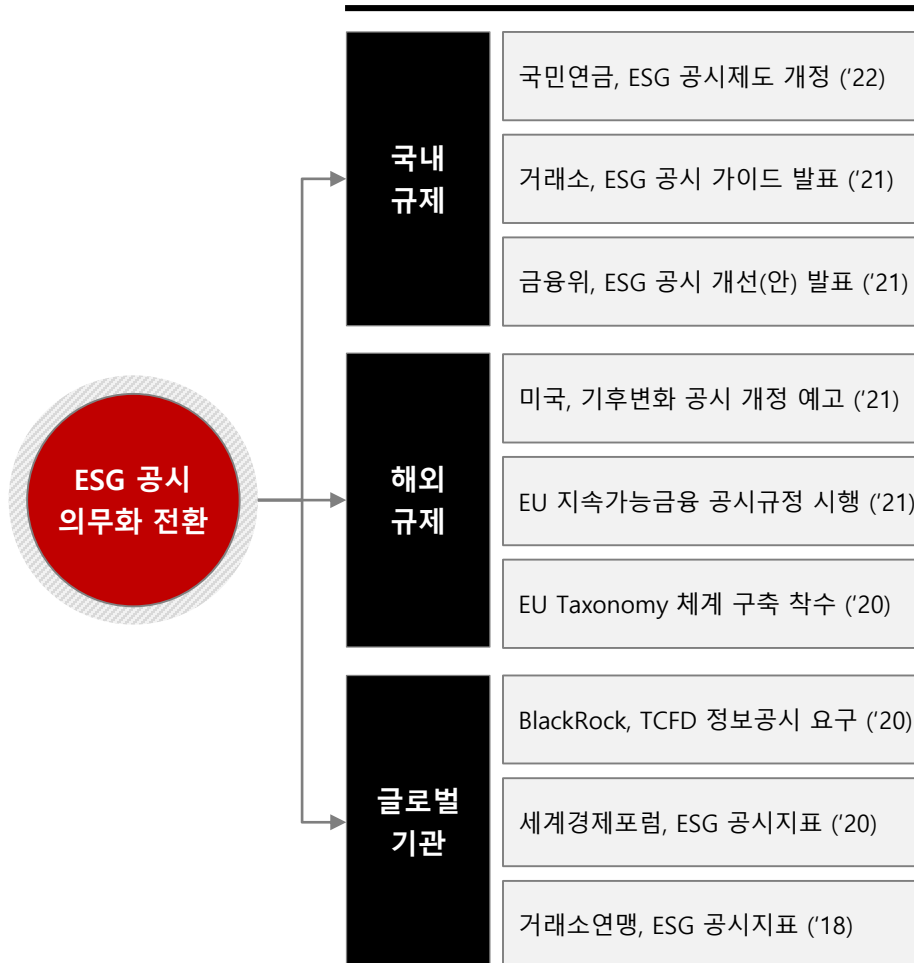 ESG 공시
의무화 전환
국내
규제
국민연금, ESG 공시제도 개정 (’22)
거래소, ESG 공시 가이드 발표 (’21)
금융위, ESG 공시 개선(안) 발표 (’21)
해외
규제
미국, 기후변화 공시 개정 예고 (’21)
EU 지속가능금융 공시규정 시행 (’21)
EU Taxonomy 체계 구축 착수 (’20)
글로벌
기관
BlackRock, TCFD 정보공시 요구 (’20)
세계경제포럼, ESG 공시지표 (’20)
거래소연맹, ESG 공시지표 (’18)